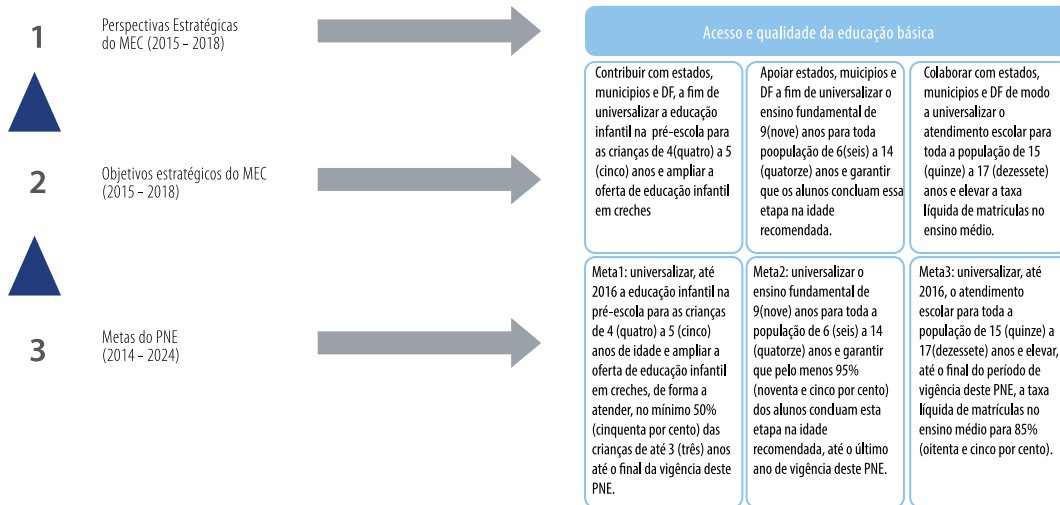 1
Perspectivas Estratégicas
do MEC (2015 – 2018)
Acesso e qualidade da educação básica
Contribuir com estados,
municipios e DF, a fim de
universalizar a educação
infantil na pré-escola para
as crianças de 4(quatro) a 5
(cinco) anos e ampliar a
oferta de educação infantil
em creches
Apoiar estados, muicipios e
DF a fim de universalizar o
ensino fundamental de
9(nove) anos para toda
poopulação de 6(seis) a 14
(quatorze) anos e garantir
que os alunos concluam essa
etapa na idade
recomendada.
Colaborar com estados,
municipios e DF de modo
a universalizar o
atendimento escolar para
toda a população de 15
(quinze) a 17 (dezessete)
anos e elevar a taxa
líquida de matriculas no
ensino médio.
2
Objetivos estratégicos do MEC
(2015 – 2018)
3
Metas do PNE
(2014 – 2024)
Meta1: universalizar, até
2016 a educação infantil na
pré-escola para as crianças
de 4 (quatro) a 5 (cinco)
anos de idade e ampliar a
oferta de educação infantil
em creches, de forma a
atender, no mínimo 50%
(cinquenta por cento) das
crianças de até 3 (três) anos
até o final da vigência deste
PNE.
Meta2: universalizar o
ensino fundamental de
9(nove) anos para toda a
população de 6 (seis) a 14
(quatorze) anos e garantir
que pelo menos 95%
(noventa e cinco por cento)
dos alunos concluam esta
etapa na idade
recomendada, até o último
ano de vigência deste PNE.
Meta3: universalizar, até
2016, o atendimento
escolar para toda a
população de 15 (quinze) a
17(dezessete) anos e elevar,
até o final do período de
vigência deste PNE, a taxa
líquida de matrículas no
ensino médio para 85%
(oitenta e cinco por cento).